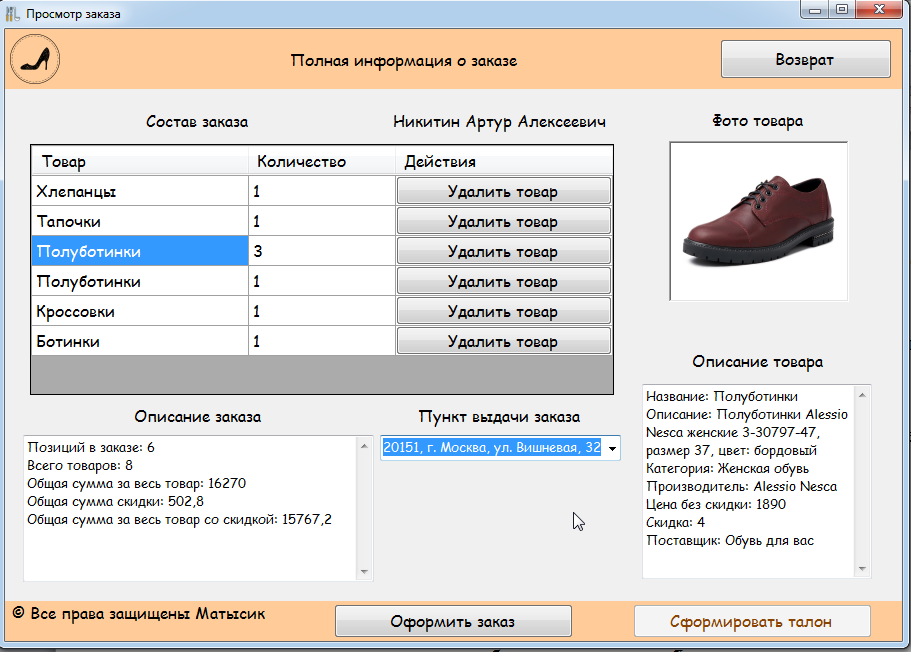 Просмотр заказа
Полная информация о заказе
Возврат
Состав заказа
Никитин Артур Алексеевич
Фото товара
Товар Количество Действия
Хлепанцы 1 Удалить товар
Тапочки 1 Удалить товар
Полуботинки 3 Удалить товар
Полуботинки 1 Удалить товар
Кроссовки 1 Удалить товар
Ботинки 1 Удалить товар
Описание товара
Название: Полуботинки
Описание: Полуботинки Alessio
Nesca женские 3-30797-47,
размер 37, цвет: бордовый
Категория: Женская обувь
Производитель: Alessio Nesca
Цена без скидки: 1890
Скидка: 4
Поставщик: Обувь для вас
Описание заказа
Позиций в заказе: 6
Всего товаров: 8
Общая сумма за весь товар: 16270
Общая сумма скидки: 502,8
Общая сумма за весь товар со скидкой: 15767,2
Пункт выдачи заказа
20151, г. Москва, ул. Вишневая, 32
© Все права защищены Матысик
Оформить заказ
Сформировать талон